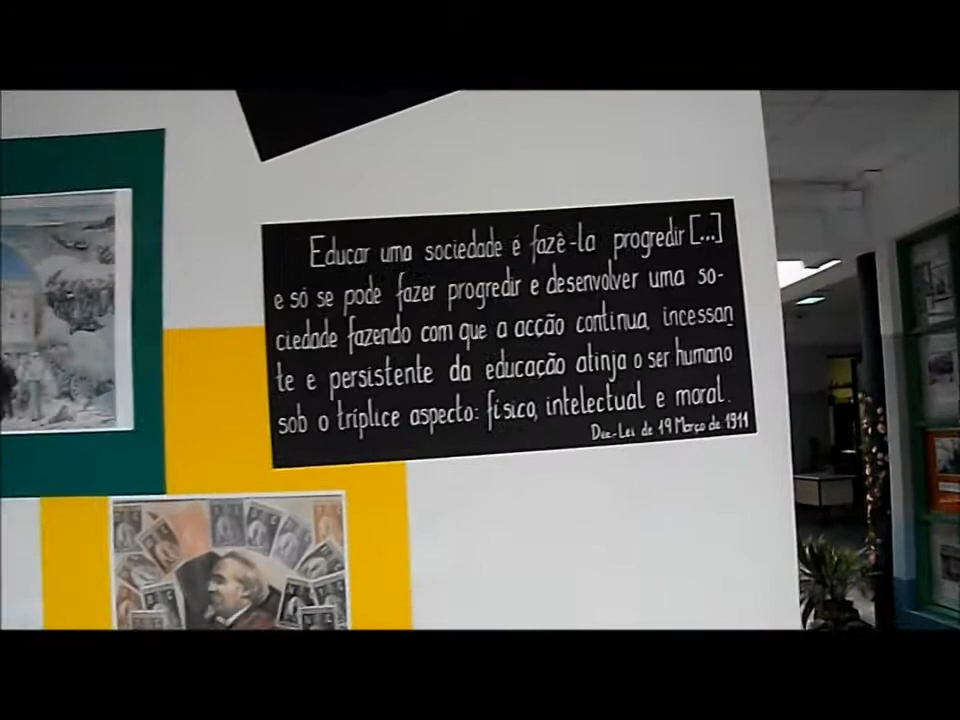 Educar uma sociedade é fazê-la progredir [...]
e só se pode fazer progredir e desenvolver uma so-
ciedade fazendo com que a acção contínua, incessan
te e persistente da educação atinja o ser humano
sob o tríplice aspecto: físico, intelectual e moral.
Dec-Lei de 19 Março de 1911